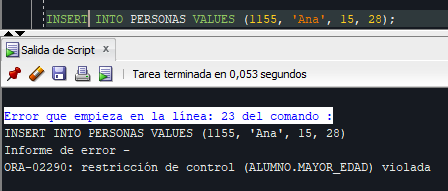 INSERT INTO PERSONAS VALUES (1155, 'Ana', 15, 28);
Salida de Script x
Tarea terminada en 0,053 segundos
Error que empieza en la línea: 23 del comando :
INSERT INTO PERSONAS VALUES (1155, 'Ana', 15, 28)
Informe de error -
ORA-02290: restricción de control (ALUMNO.MAYOR_EDAD) violada